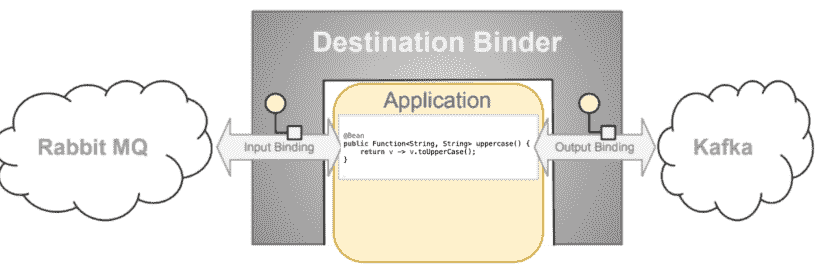 Destination Binder
Application
Rabbit MQ
Input Binding
@Bean
public Function<String, String> uppercase() {
    return v -> v.toUpperCase();
}
Output Binding
Kafka